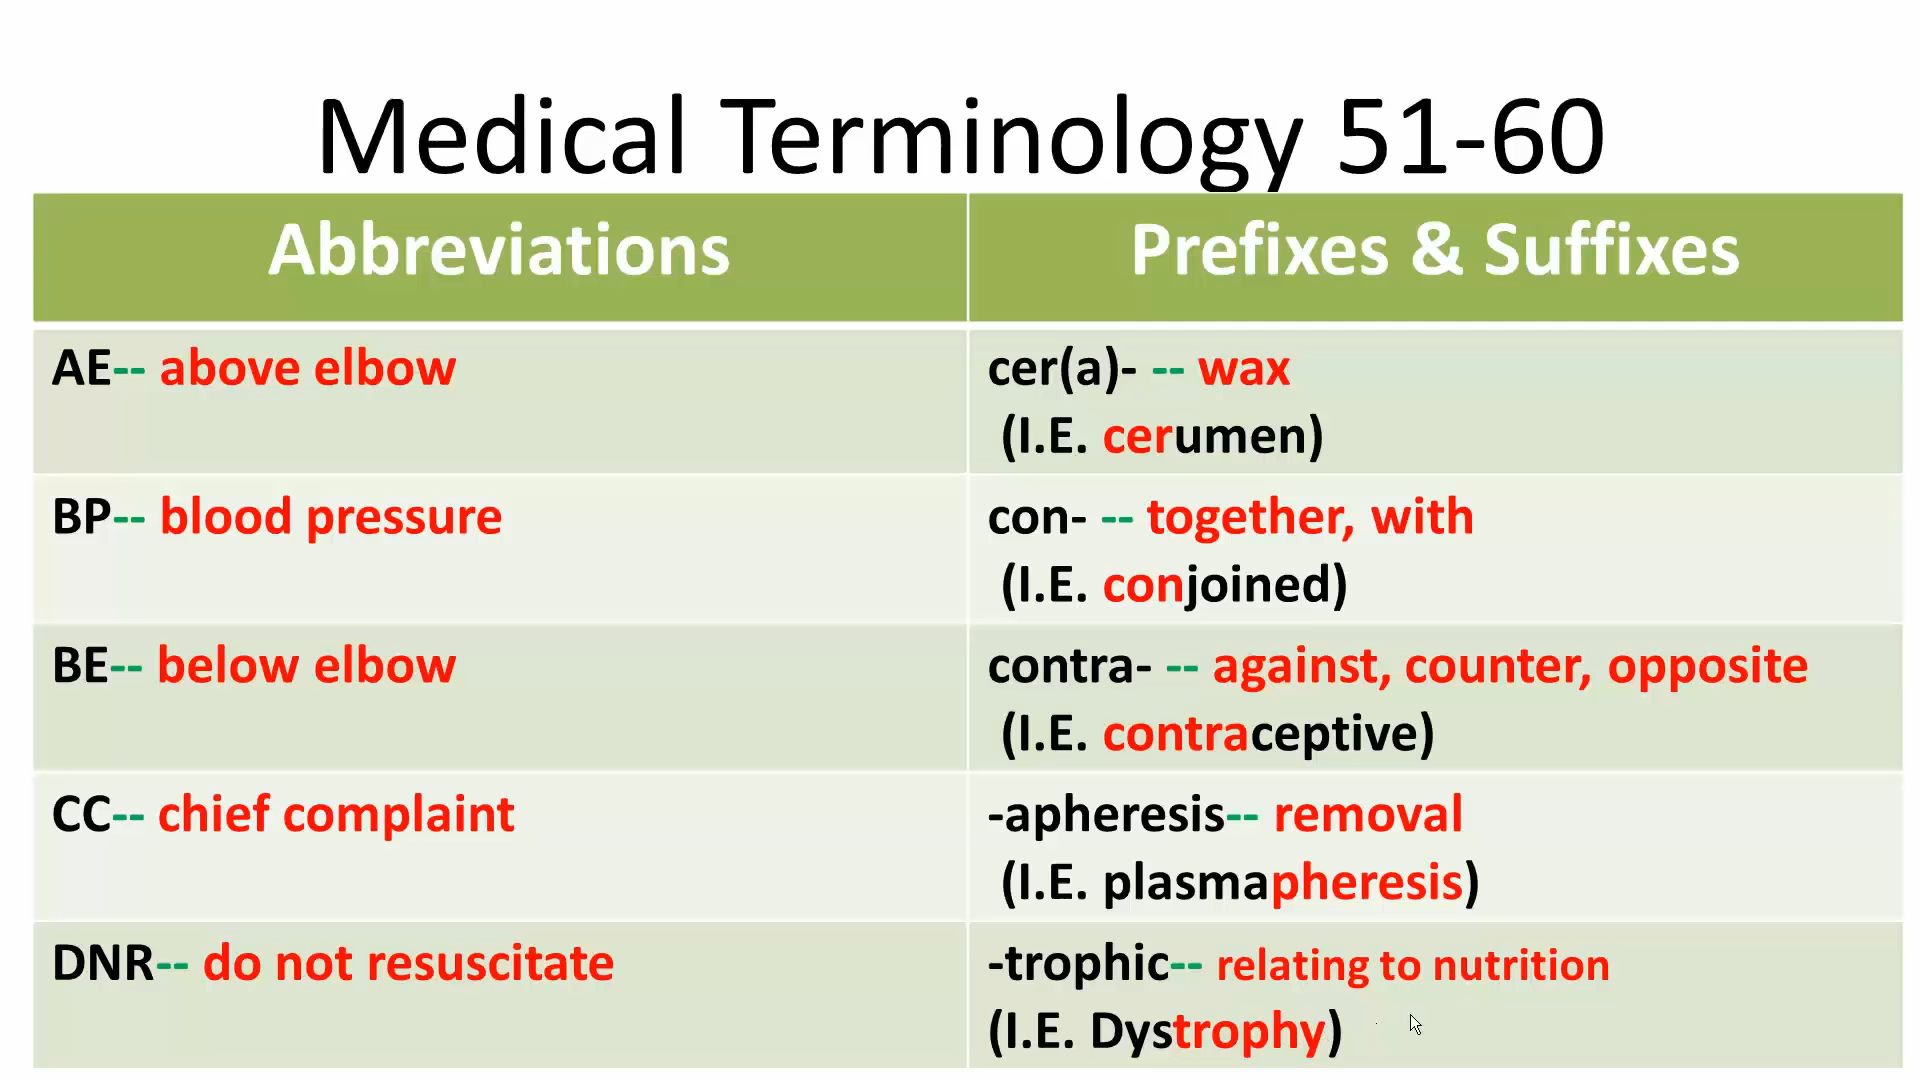 Medical Terminology 51-60
Abbreviations
Prefixes & Suffixes
AE-- above elbow
cer(a)- -- wax
(I.E. cerumen)
BP-- blood pressure
con- -- together, with
(I.E. conjoined)
BE-- below elbow
contra- -- against, counter, opposite
(I.E. contraceptive)
CC-- chief complaint
-apheresis-- removal
(I.E. plasmapheresis)
DNR-- do not resuscitate
-trophic-- relating to nutrition
(I.E. Dystrophy)